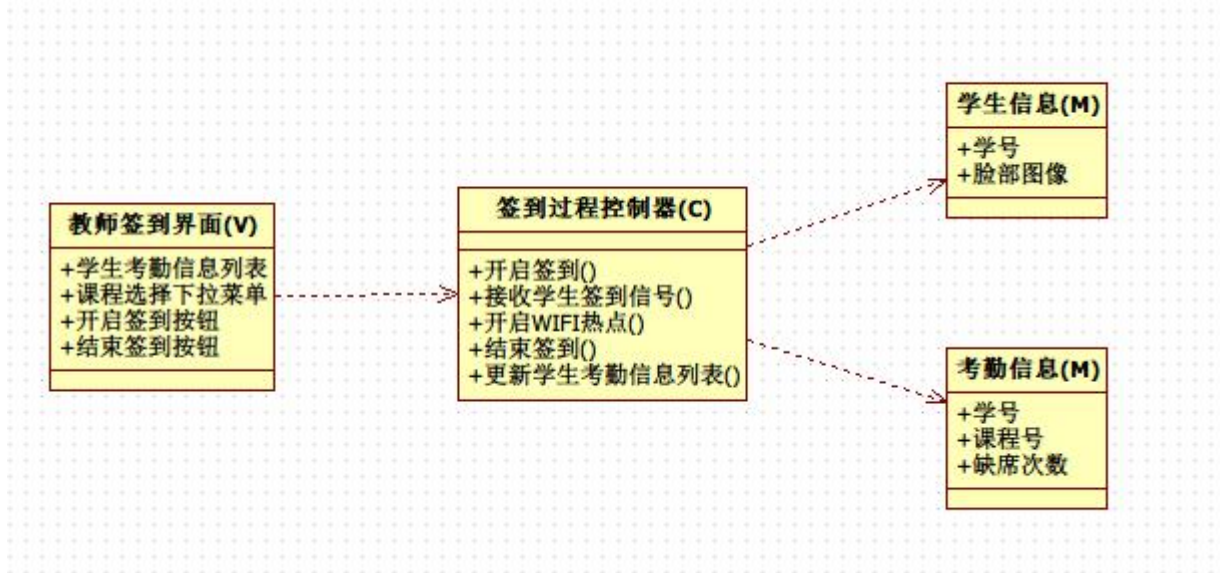 教师签到界面(V)
+学生考勤信息列表
+课程选择下拉菜单
+开启签到按钮
+结束签到按钮
签到过程控制器(C)
+开启签到()
+接收学生签到信号()
+开启WIFI热点()
+结束签到()
+更新学生考勤信息列表()
学生信息(M)
+学号
+脸部图像
考勤信息(M)
+学号
+课程号
+缺席次数